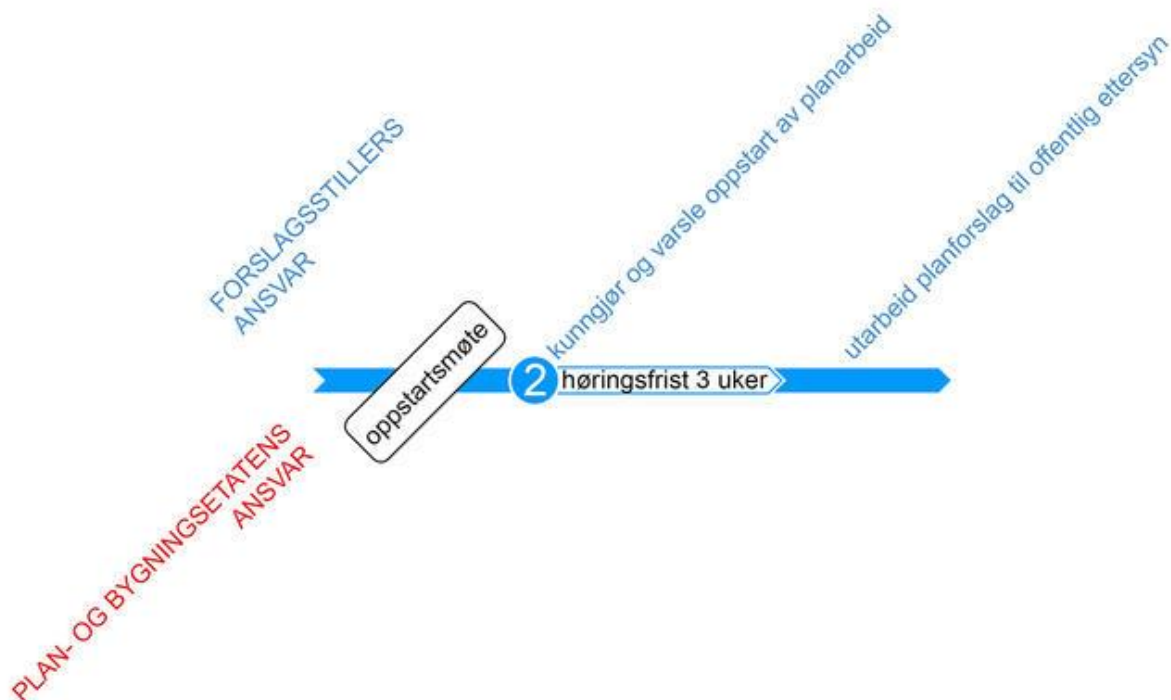 FORSLAGSSTILLERS
ANSVAR
PLAN- OG BYGNINGSETATENS
ANSVAR
oppstartsmøte
2
kunngjør og varsle oppstart av planarbeid
høringsfrist 3 uker
utarbeid planforslag til offentlig ettersyn